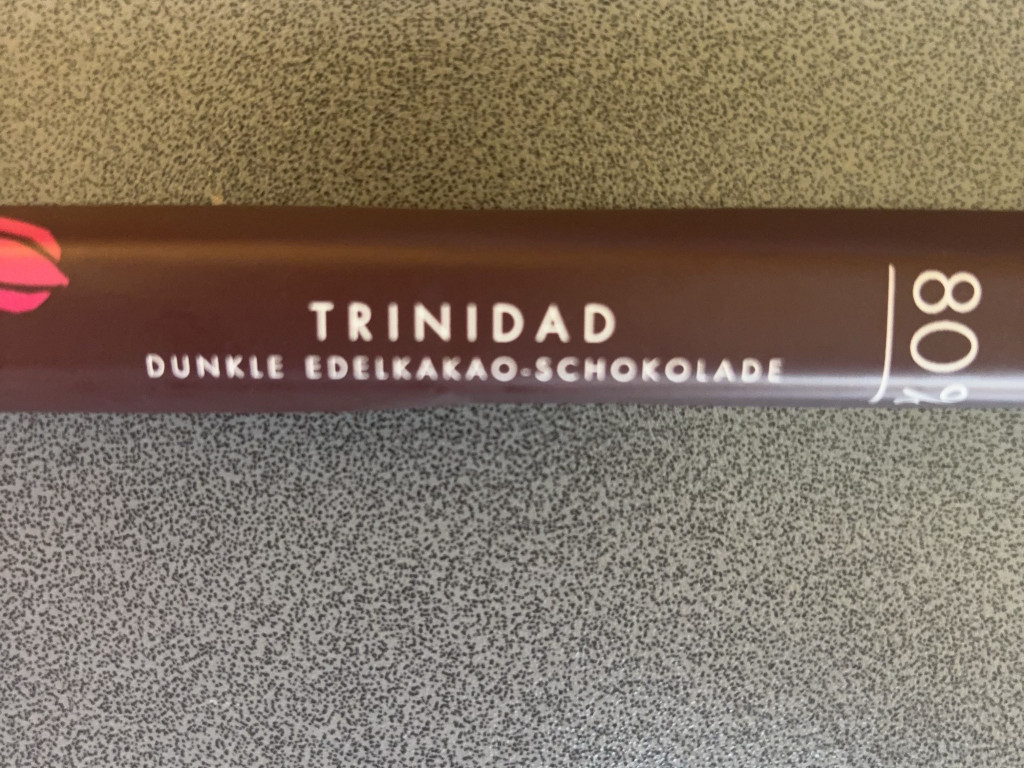 TRINIDAD
DUNKLE EDELKAKAO-SCHOKOLADE
80%